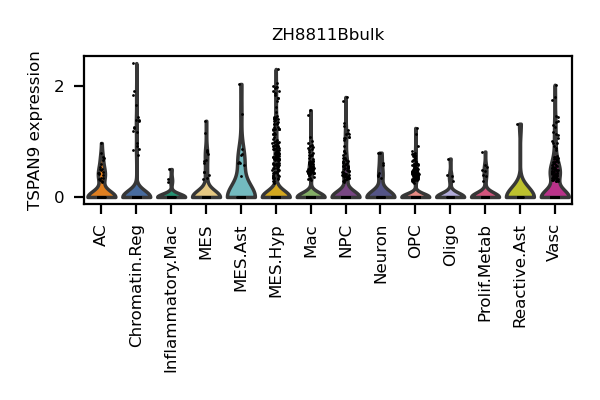 ZH8811Bbulk
TSPAN9 expression
2
0
AC
Chromatin.Reg
Inflammatory.Mac
MES
MES.Ast
MES.Hyp
Mac
NPC
Neuron
OPC
Oligo
Prolif.Metab
Reactive.Ast
Vasc